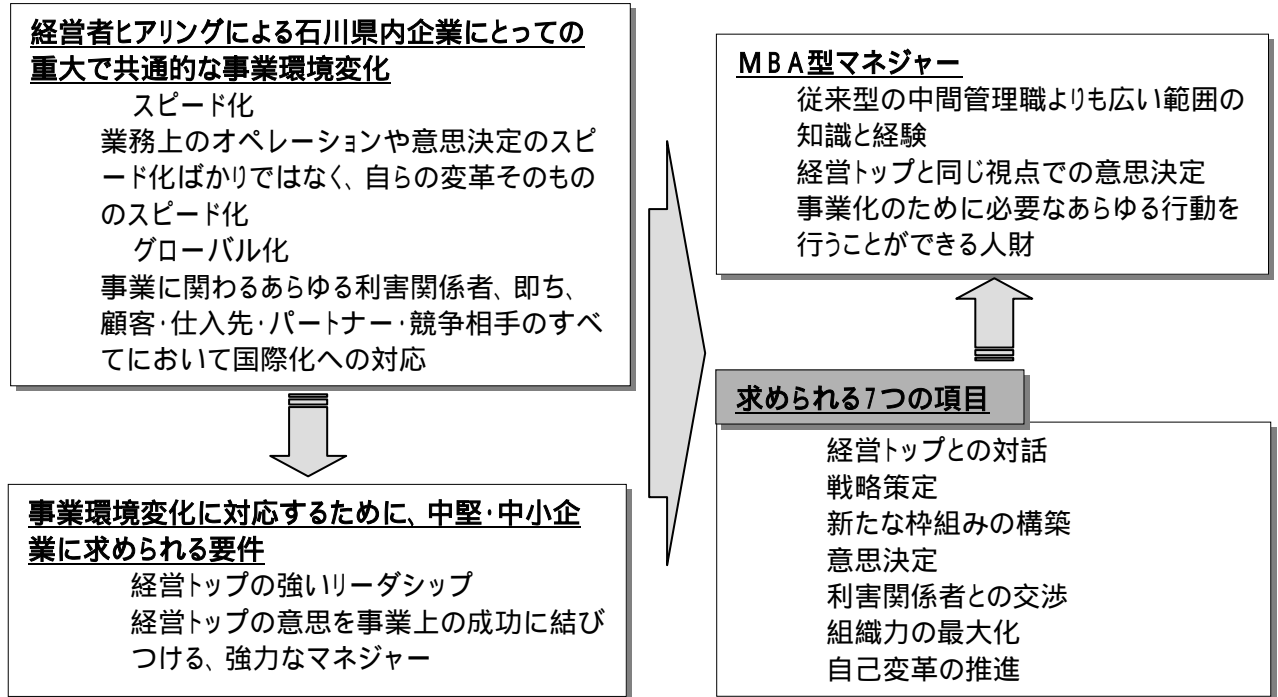 経営者ヒアリングによる石川県内企業にとっての
重大で共通的な事業環境変化
スピード化
業務上のオペレーションや意思決定のスピ
ード化ばかりではなく、自らの変革そのもの
のスピード化
グローバル化
事業に関わるあらゆる利害関係者、即ち、
顧客・仕入先・パートナー・競争相手のすべ
てにおいて国際化への対応
事業環境変化に対応するために、中堅・中小企
業に求められる要件
経営トップの強いリーダシップ
経営トップの意思を事業上の成功に結び
つける、強力なマネジャー
MBA型マネジャー
従来型の中間管理職よりも広い範囲の
知識と経験
経営トップと同じ視点での意思決定
事業化のために必要なあらゆる行動を
行うことができる人財
求められる7つの項目
経営トップとの対話
戦略策定
新たな枠組みの構築
意思決定
利害関係者との交渉
組織力の最大化
自己変革の推進